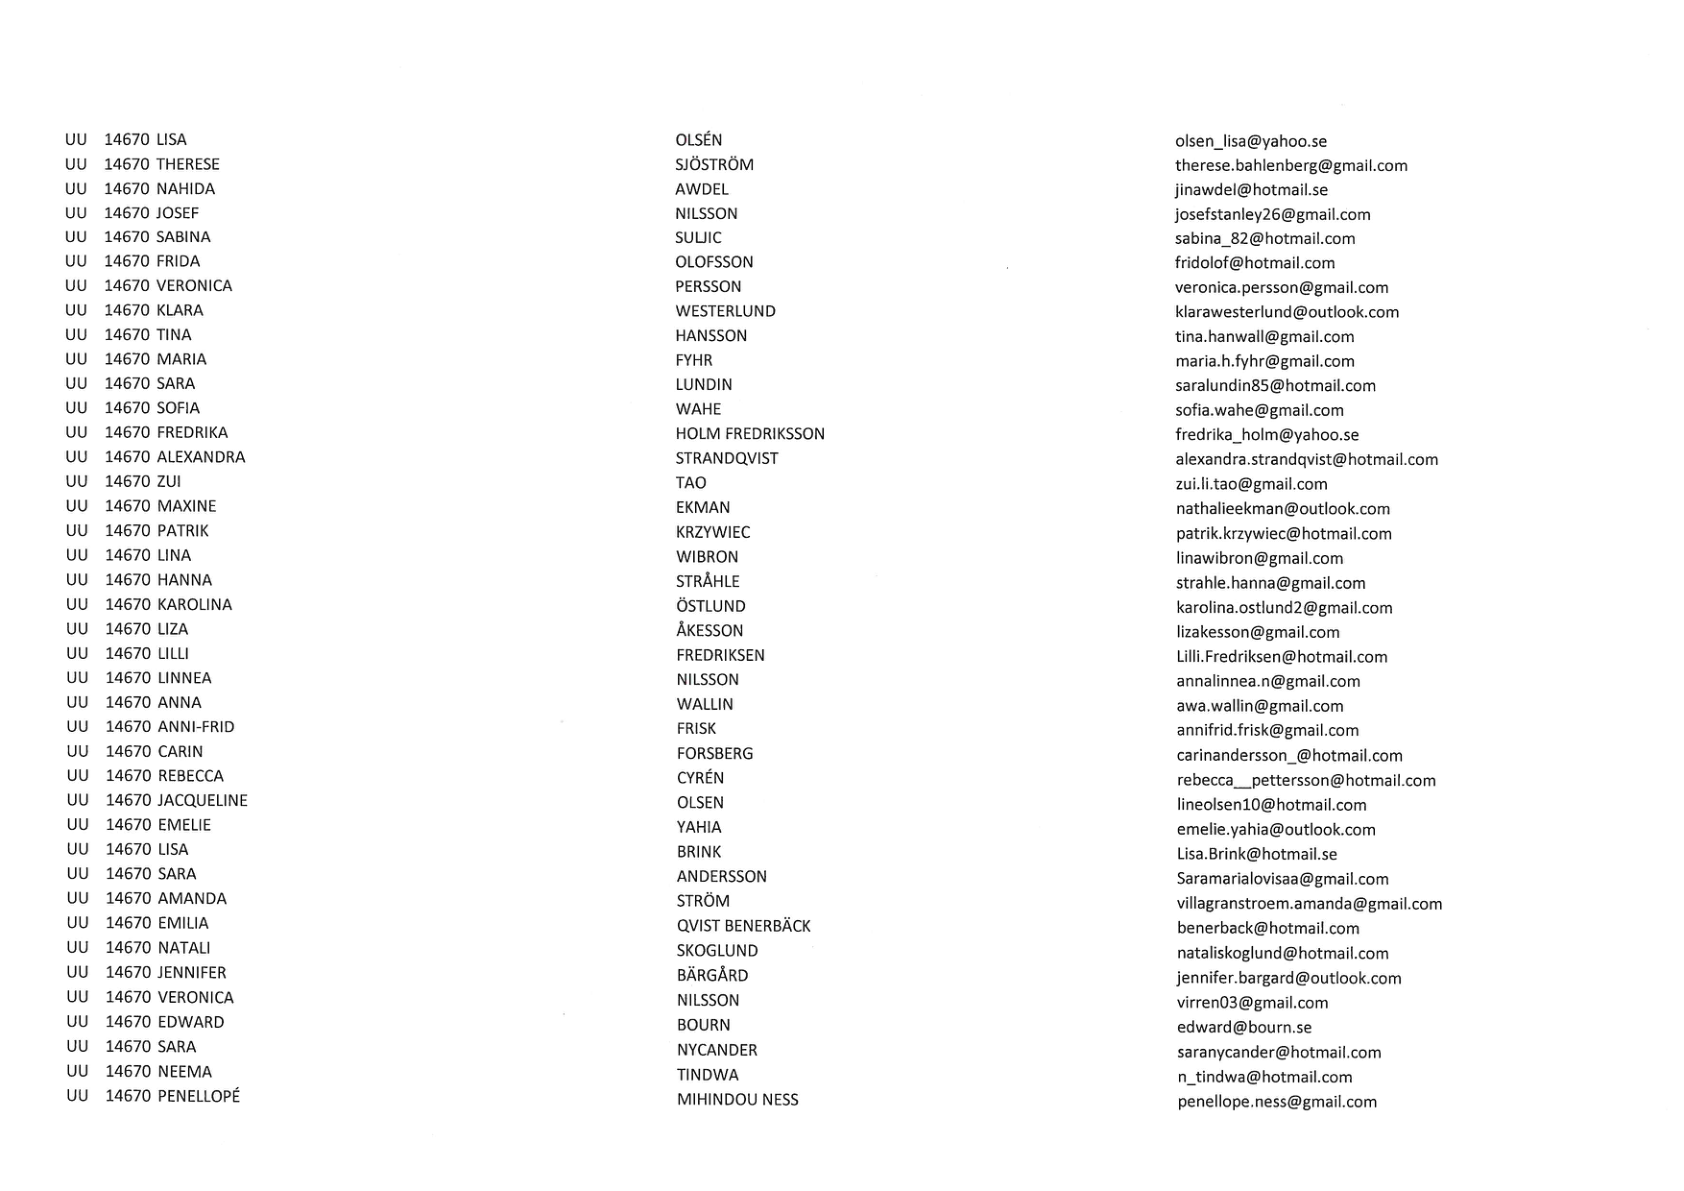 UU 14670 LISA OLSÉN olsen_lisa@yahoo.se
UU 14670 THERESE SJÖSTRÖM therese.bahlenberg@gmail.com
UU 14670 NAHIDA AWDEL jinawdel@hotmail.se
UU 14670 JOSEF NILSSON josefstanley26@gmail.com
UU 14670 SABINA SULJIC sabina_82@hotmail.com
UU 14670 FRIDA OLOFSSON fridolof@hotmail.com
UU 14670 VERONICA PERSSON veronica.persson@gmail.com
UU 14670 KLARA WESTERLUND klarawesterlund@outlook.com
UU 14670 TINA HANSSON tina.hanwall@gmail.com
UU 14670 MARIA FYHR maria.h.fyhr@gmail.com
UU 14670 SARA LUNDIN saralundin85@hotmail.com
UU 14670 SOFIA WAHE sofia.wahe@gmail.com
UU 14670 FREDRIKA HOLM FREDRIKSSON fredrika_holm@yahoo.se
UU 14670 ALEXANDRA STRANDQVIST alexandra.strandqvist@hotmail.com
UU 14670 ZUI TAO zui.li.tao@gmail.com
UU 14670 MAXINE EKMAN nathalieekman@outlook.com
UU 14670 PATRIK KRZYWIEC patrik.krzywiec@hotmail.com
UU 14670 LINA WIBRON linawibron@gmail.com
UU 14670 HANNA STRÅHLE strahle.hanna@gmail.com
UU 14670 KAROLINA ÖSTLUND karolina.ostlund2@gmail.com
UU 14670 LIZA ÅKESSON lizakesson@gmail.com
UU 14670 LILLI FREDRIKSEN Lilli.Fredriksen@hotmail.com
UU 14670 LINNEA NILSSON annalinnea.n@gmail.com
UU 14670 ANNA WALLIN awa.wallin@gmail.com
UU 14670 ANNI-FRID FRISK annifrid.frisk@gmail.com
UU 14670 CARIN FORSBERG carinandersson_@hotmail.com
UU 14670 REBECCA CYRÉN rebecca__pettersson@hotmail.com
UU 14670 JACQUELINE OLSEN lineolsen10@hotmail.com
UU 14670 EMELIE YAHIA emelie.yahia@outlook.com
UU 14670 LISA BRINK Lisa.Brink@hotmail.se
UU 14670 SARA ANDERSSON Saramarialovisaa@gmail.com
UU 14670 AMANDA STRÖM villagranstroem.amanda@gmail.com
UU 14670 EMILIA QVIST BENERBÄCK benerback@hotmail.com
UU 14670 NATALI SKOGLUND nataliskoglund@hotmail.com
UU 14670 JENNIFER BÄRGÅRD jennifer.bargard@outlook.com
UU 14670 VERONICA NILSSON virren03@gmail.com
UU 14670 EDWARD BOURN edward@bourn.se
UU 14670 SARA NYCANDER saranycander@hotmail.com
UU 14670 NEEMA TINDWA n_tindwa@hotmail.com
UU 14670 PENELLOPÉ MIHINDOU NESS penellope.ness@gmail.com